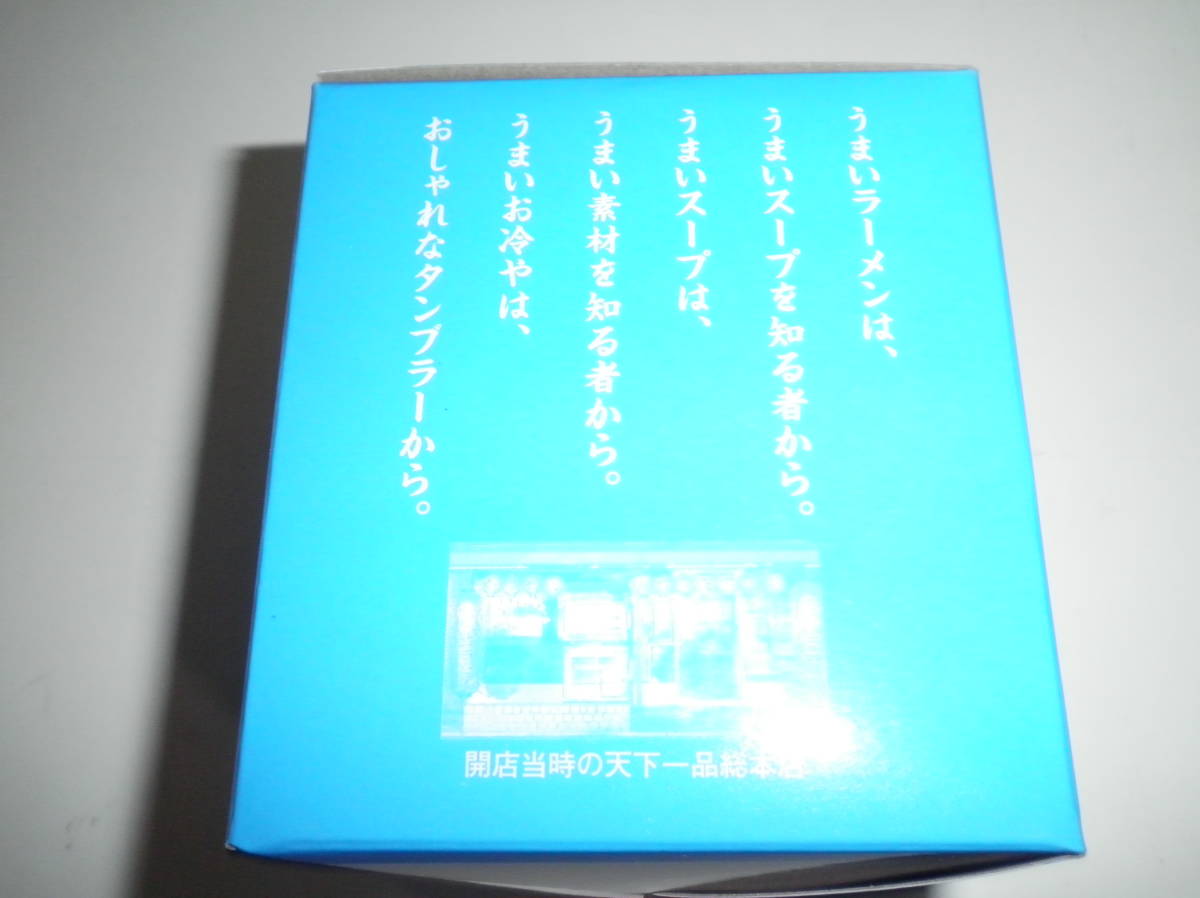 うまいラーメンは、
うまいスープを知る者から。
うまいスープは、
うまい素材を知る者から。
うまいお冷やは、
おしゃれなタンブラーから。
開店当時の天下一品総本店